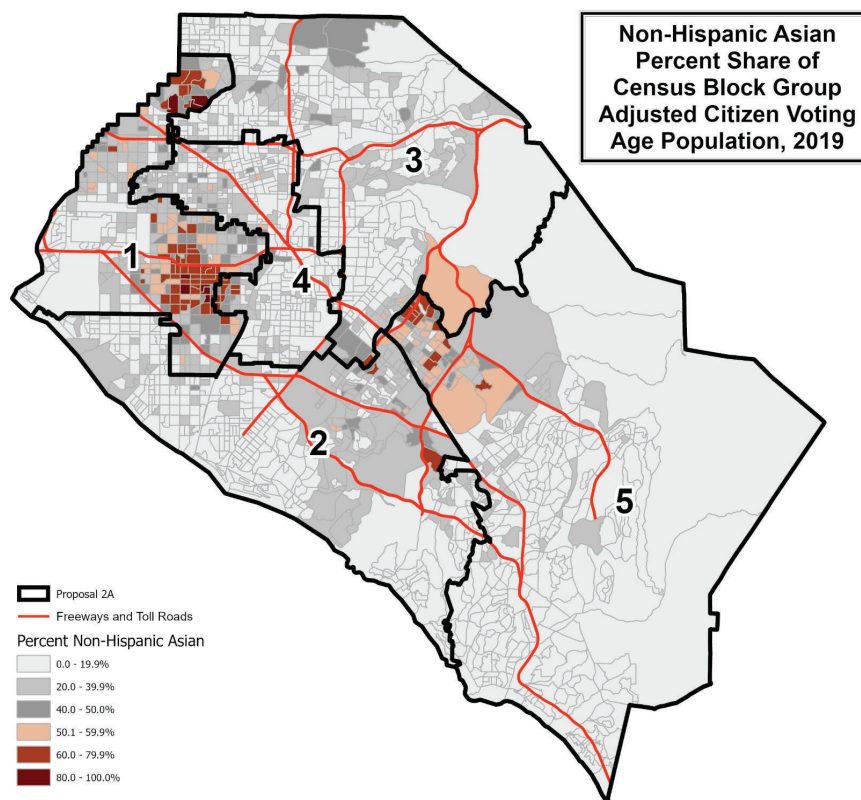 Non-Hispanic Asian
Percent Share of
Census Block Group
Adjusted Citizen Voting
Age Population, 2019
3
1
4
2
5
Proposal 2A
Freeways and Toll Roads
Percent Non-Hispanic Asian
0.0 - 19.9%
20.0 - 39.9%
40.0 - 50.0%
50.1 - 59.9%
60.0 - 79.9%
80.0 - 100.0%